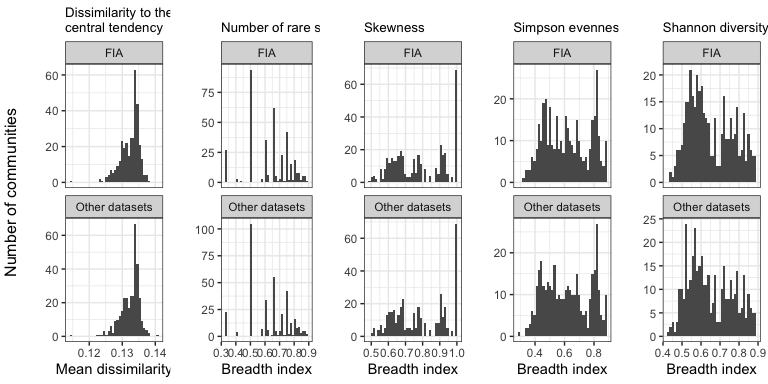 Dissimilarity to the
central tendency
Number of rare s
Skewness
Simpson evennes
Shannon diversity
FIA
FIA
FIA
FIA
FIA
60
40
20
0
75
50
25
0
60
40
20
0
20
10
0
20
15
10
5
0
Number of communities
Other datasets
Other datasets
Other datasets
Other datasets
Other datasets
60
40
20
0
100
75
50
25
0
60
40
20
0
20
10
0
25
20
15
10
5
0
0.12 0.13 0.14
0.3 0.4 0.5 0.6 0.7 0.8 0.9
0.5 0.6 0.7 0.8 0.9 1.0
0.4 0.6 0.8
0.4 0.5 0.6 0.7 0.8 0.9
Mean dissimilarity
Breadth index
Breadth index
Breadth index
Breadth index